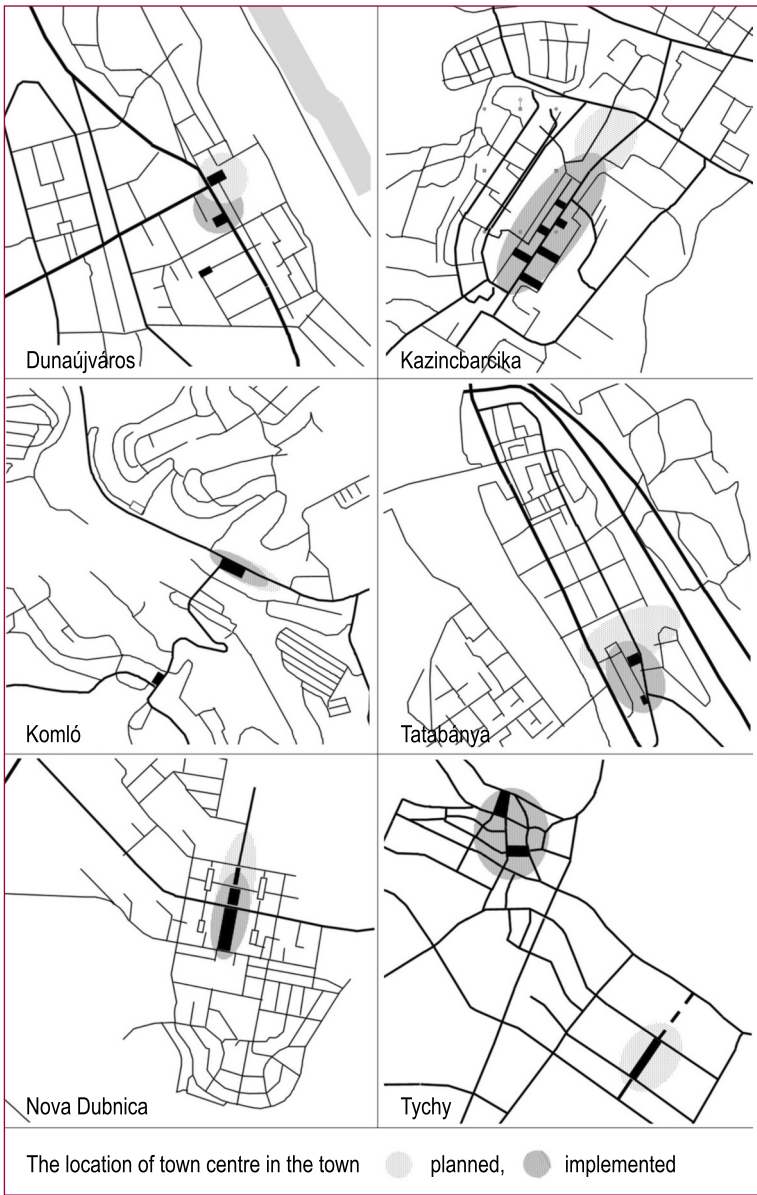 Dunaújváros
Kazincbarcika
Komló
Tatabánya
Nova Dubnica
Tychy
The location of town centre in the town planned, implemented